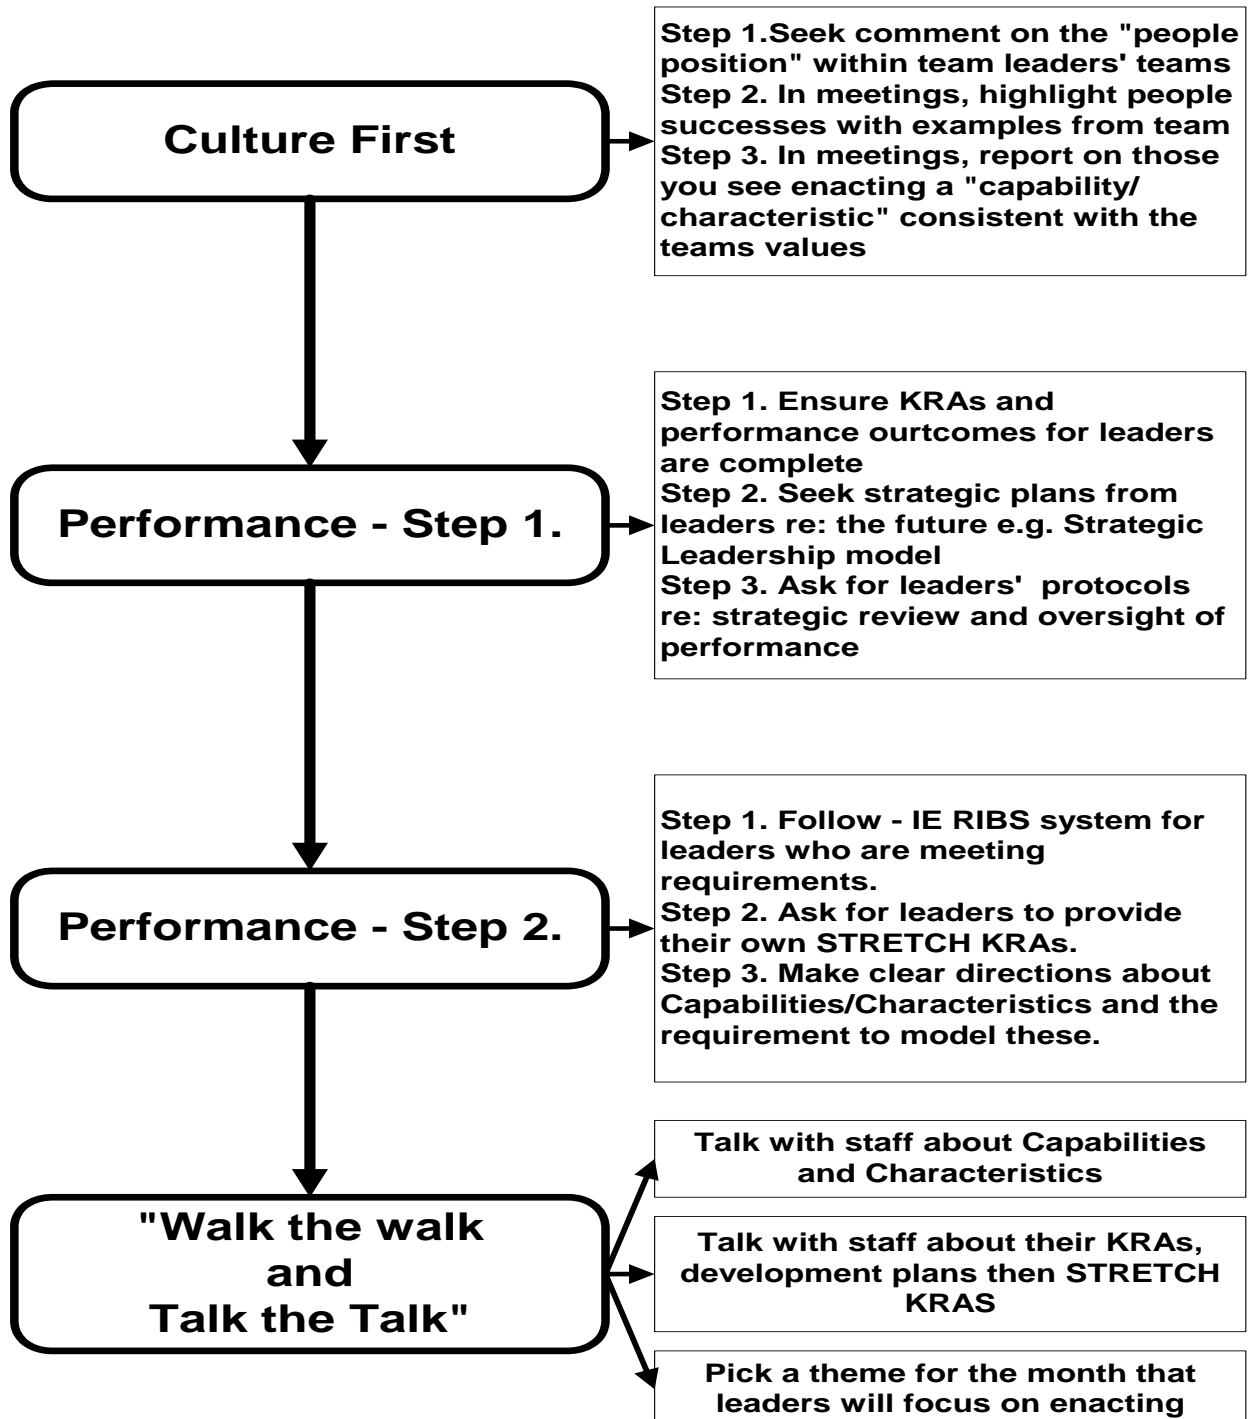 Culture First
Step 1.Seek comment on the "people
position" within team leaders' teams
Step 2. In meetings, highlight people
successes with examples from team
Step 3. In meetings, report on those
you see enacting a "capability/
characteristic" consistent with the
teams values
Performance - Step 1.
Step 1. Ensure KRAs and
performance ourtcomes for leaders
are complete
Step 2. Seek strategic plans from
leaders re: the future e.g. Strategic
Leadership model
Step 3. Ask for leaders' protocols
re: strategic review and oversight of
performance
Performance - Step 2.
Step 1. Follow - IE RIBS system for
leaders who are meeting
requirements.
Step 2. Ask for leaders to provide
their own STRETCH KRAs.
Step 3. Make clear directions about
Capabilities/Characteristics and the
requirement to model these.
"Walk the walk
and
Talk the Talk"
Talk with staff about Capabilities
and Characteristics
Talk with staff about their KRAs,
development plans then STRETCH
KRAS
Pick a theme for the month that
leaders will focus on enacting